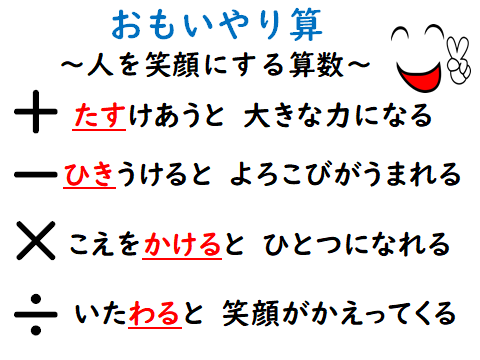 おもいやり算
～人を笑顔にする算数～
＋ たすけあうと 大きな力になる
－ ひきうけると よろこびがうまれる
× こえをかけると ひとつになれる
÷ いたわると 笑顔がかえってくる